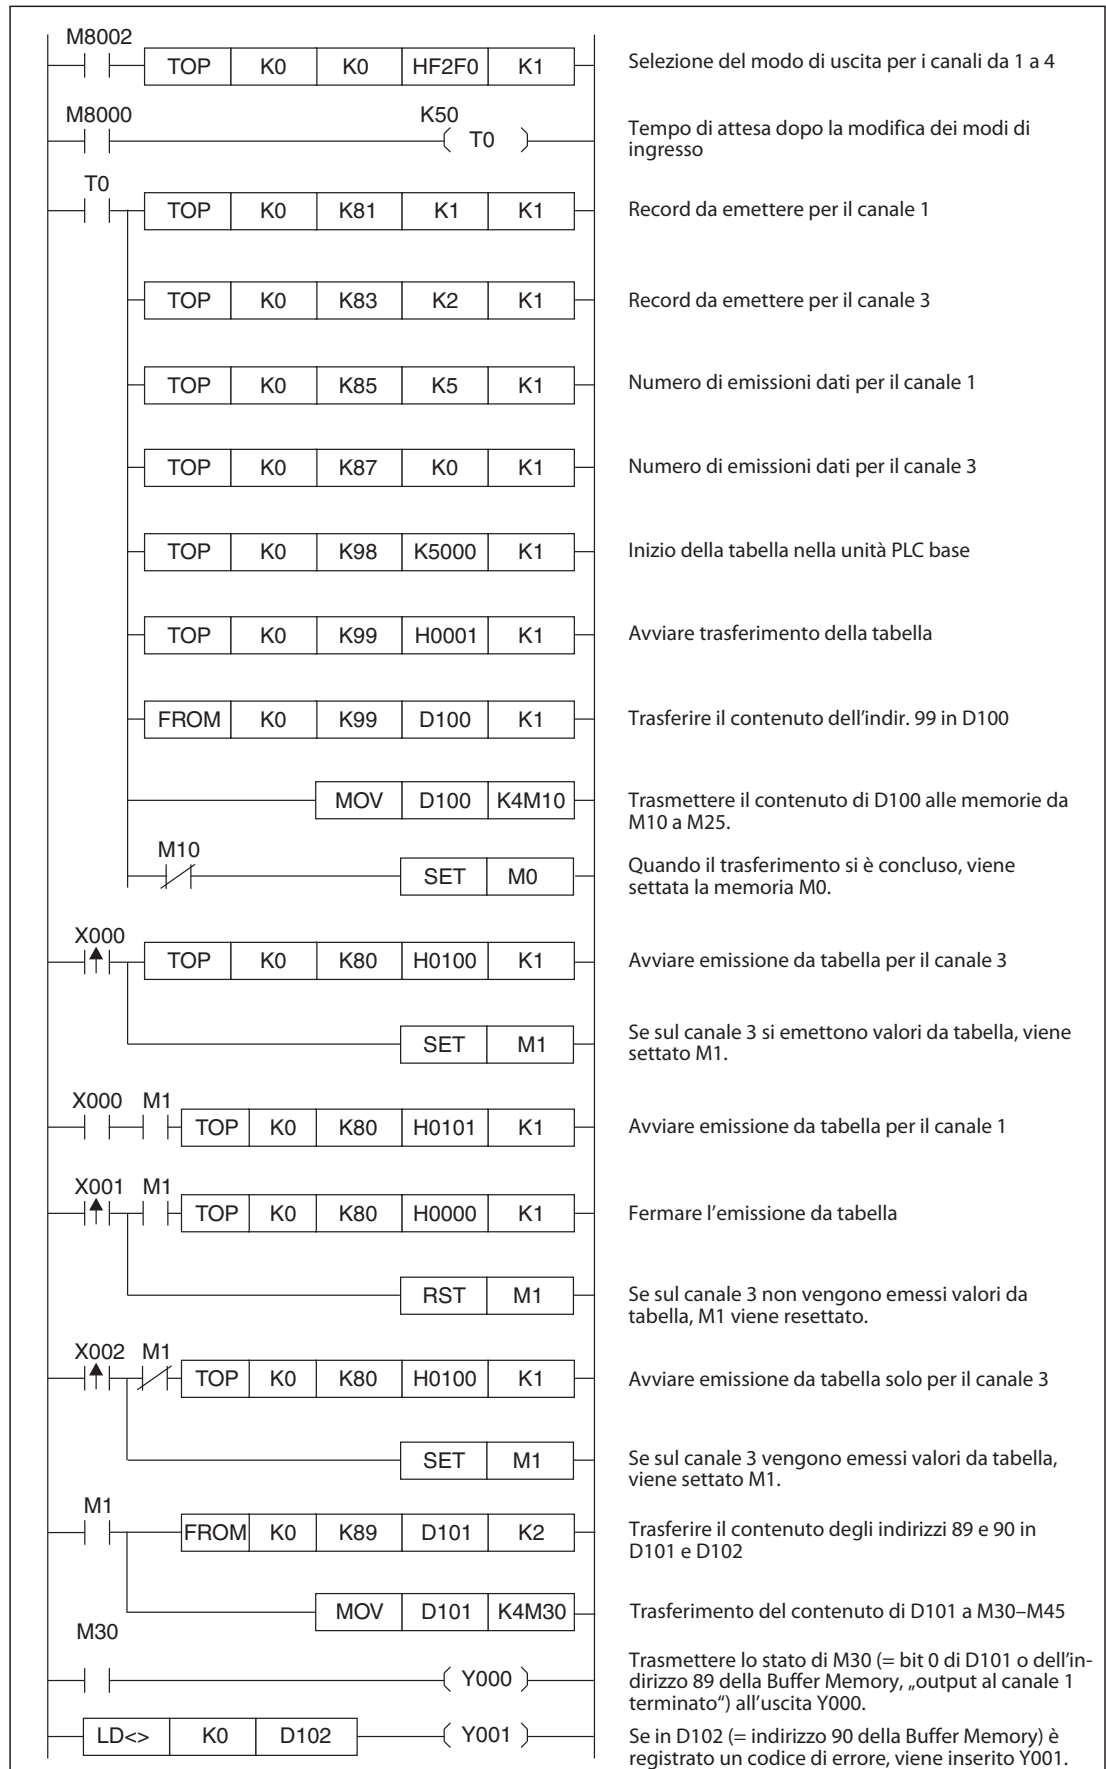 M8002
TOP K0 K0 HF2F0 K1
Selezione del modo di uscita per i canali da 1 a 4
M8000
K50
T0
Tempo di attesa dopo la modifica dei modi di
ingresso
T0
TOP K0 K81 K1 K1
Record da emettere per il canale 1
TOP K0 K83 K2 K1
Record da emettere per il canale 3
TOP K0 K85 K5 K1
Numero di emissioni dati per il canale 1
TOP K0 K87 K0 K1
Numero di emissioni dati per il canale 3
TOP K0 K98 K5000 K1
Inizio della tabella nella unità PLC base
TOP K0 K99 H0001 K1
Avviare trasferimento della tabella
FROM K0 K99 D100 K1
Trasferire il contenuto dell'indir. 99 in D100
MOV D100 K4M10
Trasmettere il contenuto di D100 alle memorie da
M10 a M25.
M10
SET M0
Quando il trasferimento si è concluso, viene
settata la memoria M0.
X000
TOP K0 K80 H0100 K1
Avviare emissione da tabella per il canale 3
SET M1
Se sul canale 3 si emettono valori da tabella, viene
settato M1.
X000 M1
TOP K0 K80 H0101 K1
Avviare emissione da tabella per il canale 1
X001 M1
TOP K0 K80 H0000 K1
Fermare l'emissione da tabella
RST M1
Se sul canale 3 non vengono emessi valori da
tabella, M1 viene resettato.
X002 M1
TOP K0 K80 H0100 K1
Avviare emissione da tabella solo per il canale 3
SET M1
Se sul canale 3 vengono emessi valori da tabella,
viene settato M1.
M1
FROM K0 K89 D101 K2
Trasferire il contenuto degli indirizzi 89 e 90 in
D101 e D102
MOV D101 K4M30
Trasferimento del contenuto di D101 a M30–M45
M30
Y000
Trasmettere lo stato di M30 (= bit 0 di D101 o dell'in-
dirizzo 89 della Buffer Memory, „output al canale 1
terminato“) all'uscita Y000.
LD<> K0 D102
Y001
Se in D102 (= indirizzo 90 della Buffer Memory) è
registrato un codice di errore, viene inserito Y001.